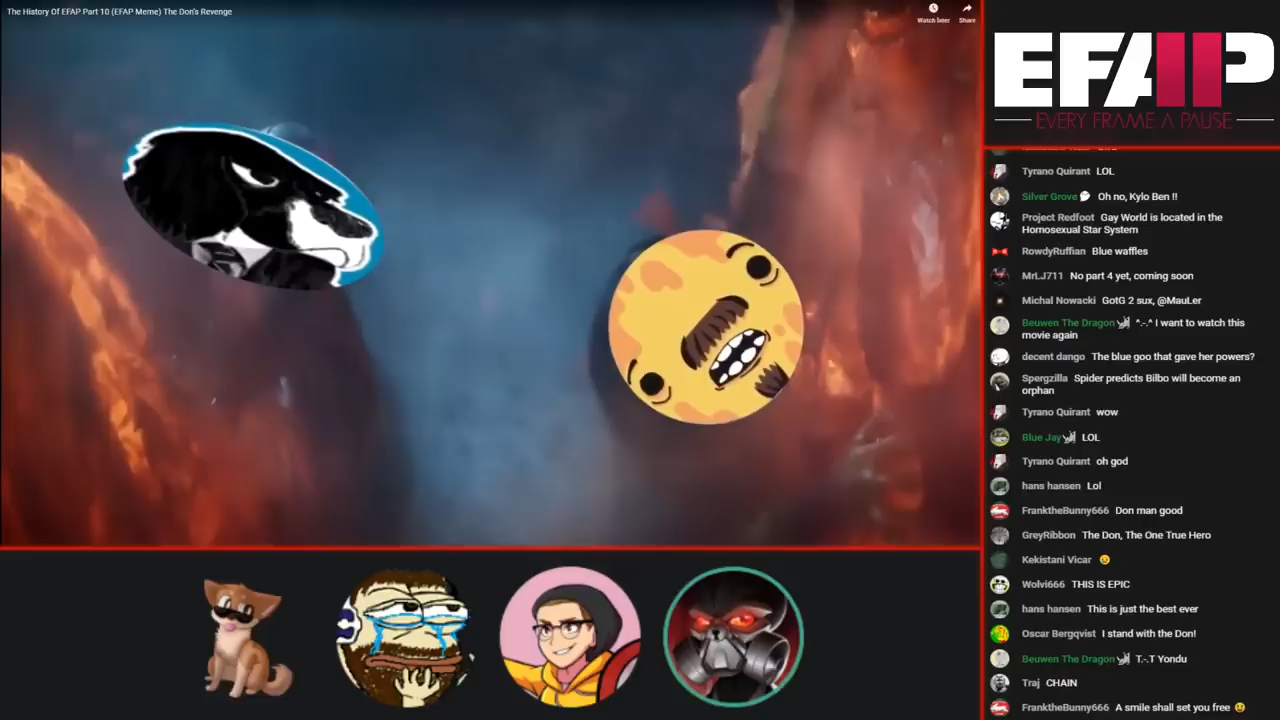 The History Of EFAP Part 10 (EFAP Meme) The Don's Revenge
Watch later
Share
EFAP
EVERY FRAME A PAUSE
Tyrano Quirant LOL
Silver Grove Oh no, Kylo Ben !!
Project Redfoot Gay World is located in the
Homosexual Star System
RowdyRuffian Blue waffles
MrLJ711 No part 4 yet, coming soon
Michal Nowacki GotG 2 sux, @MauLer
Beuwen The Dragon ^.-.^ I want to watch this
movie again
decent dango The blue goo that gave her powers?
Spergzilla Spider predicts Bilbo will become an
orphan
Tyrano Quirant wow
Blue Jay LOL
Tyrano Quirant oh god
hans hansen Lol
FranktheBunny666 Don man good
GreyRibbon The Don, The One True Hero
Kekistani Vicar
Wolvi666 THIS IS EPIC
hans hansen This is just the best ever
Oscar Bergqvist I stand with the Don!
Beuwen The Dragon T.-.T Yondu
Traj CHAIN
FranktheBunny666 A smile shall set you free